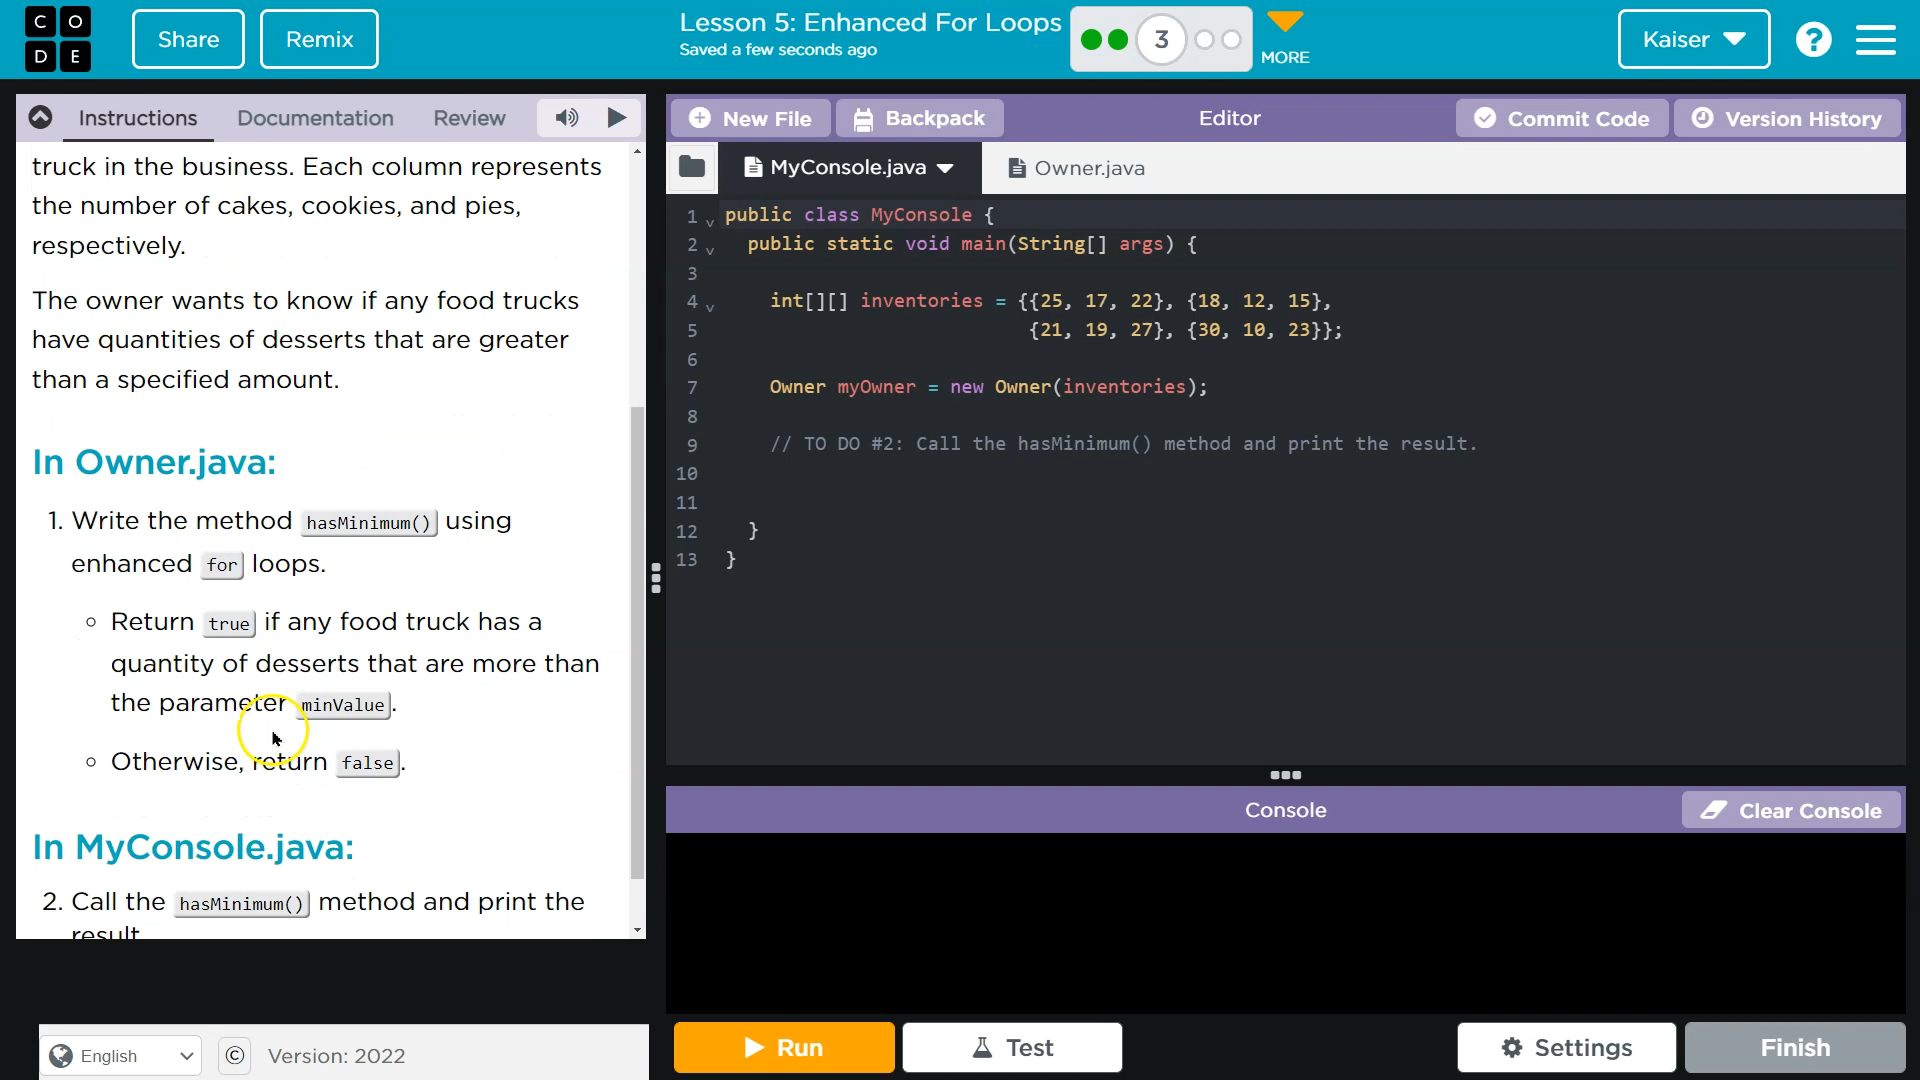 C O
D E
Share
Remix
Lesson 5: Enhanced For Loops
Saved a few seconds ago
3
MORE
Kaiser
?
Instructions
Documentation
Review
New File
Backpack
Editor
Commit Code
Version History
MyConsole.java
Owner.java
truck in the business. Each column represents
the number of cakes, cookies, and pies,
respectively.
The owner wants to know if any food trucks
have quantities of desserts that are greater
than a specified amount.
In Owner.java:
1. Write the method hasMinimum() using
enhanced for loops.
Return true if any food truck has a
quantity of desserts that are more than
the parameter minValue.
Otherwise, return false.
In MyConsole.java:
2. Call the hasMinimum() method and print the
result.
1 public class MyConsole {
2 public static void main(String[] args) {
3
4 int[][] inventories = {{25, 17, 22}, {18, 12, 15},
5 {21, 19, 27}, {30, 10, 23}};
6
7 Owner myOwner = new Owner(inventories);
8
9 // TO DO #2: Call the hasMinimum() method and print the result.
10
11
12 }
13 }
Console
Clear Console
English
©
Version: 2022
Run
Test
Settings
Finish